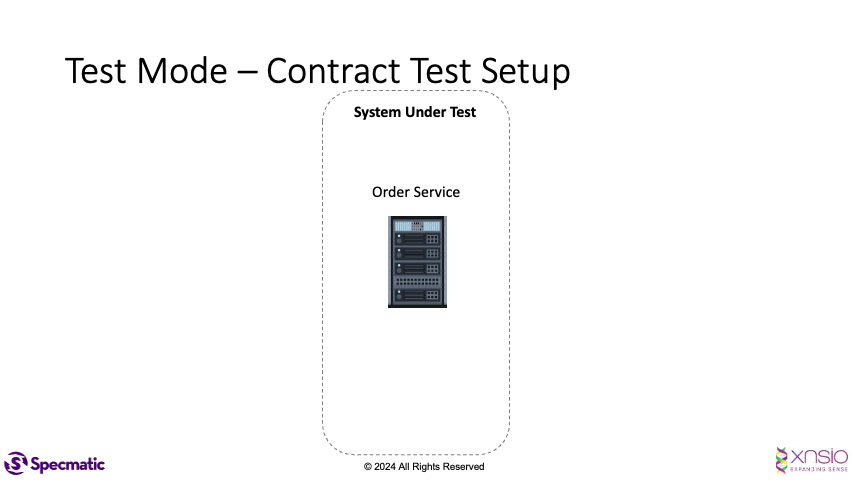 Test Mode – Contract Test Setup
System Under Test
Order Service
Specmatic
© 2024 All Rights Reserved
xnsio
EXPANDING SENSE